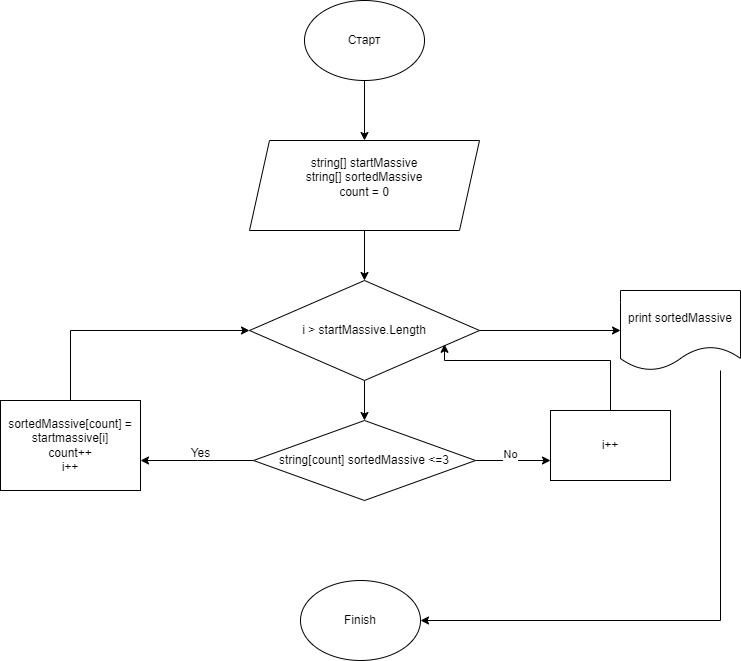 Старт
string[] startMassive
string[] sortedMassive
count = 0
i > startMassive.Length
print sortedMassive
sortedMassive[count] =
startmassive[i]
count++
i++
Yes
string[count] sortedMassive <=3
No
i++
Finish